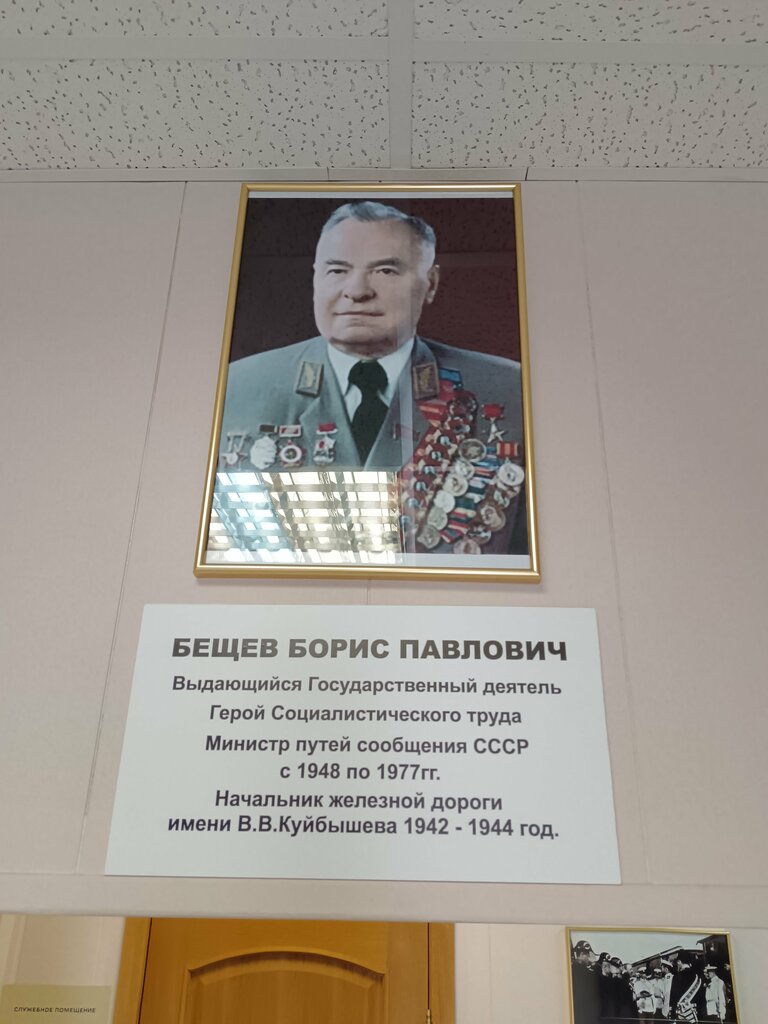 БЕЩЕВ БОРИС ПАВЛОВИЧ
Выдающийся Государственный деятель
Герой Социалистического труда
Министр путей сообщения СССР
с 1948 по 1977гг.
Начальник железной дороги
имени В.В.Куйбышева 1942 - 1944 год.
СЛУЖЕБНОЕ ПОМЕЩЕНИЕ